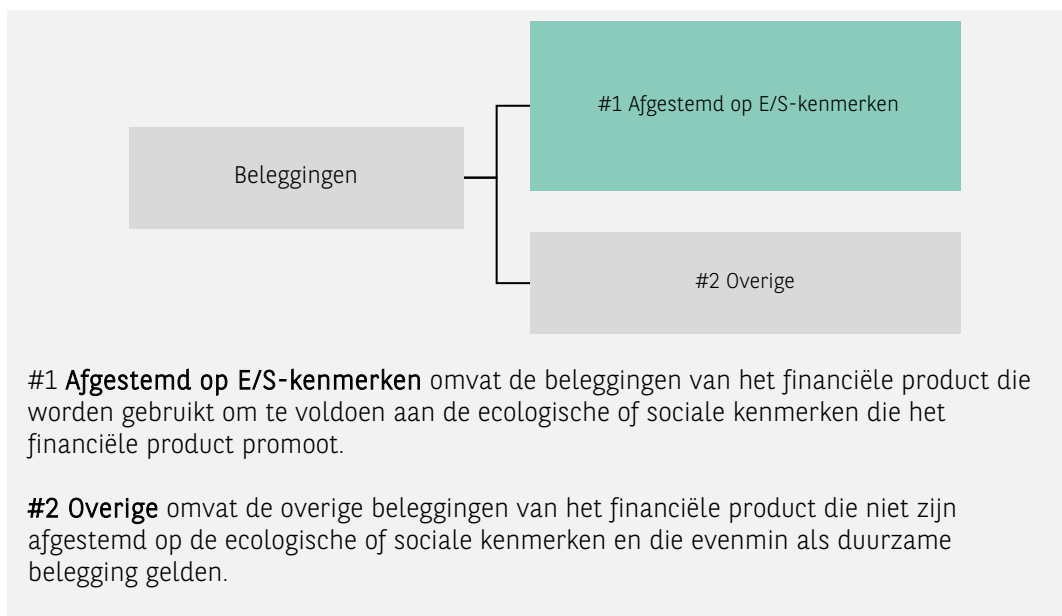 #1 Afgestemd op E/S-kenmerken
Beleggingen
#2 Overige
#1 Afgestemd op E/S-kenmerken omvat de beleggingen van het financiële product die
worden gebruikt om te voldoen aan de ecologische of sociale kenmerken die het
financiële product promoot.
#2 Overige omvat de overige beleggingen van het financiële product die niet zijn
afgestemd op de ecologische of sociale kenmerken en die evenmin als duurzame
belegging gelden.